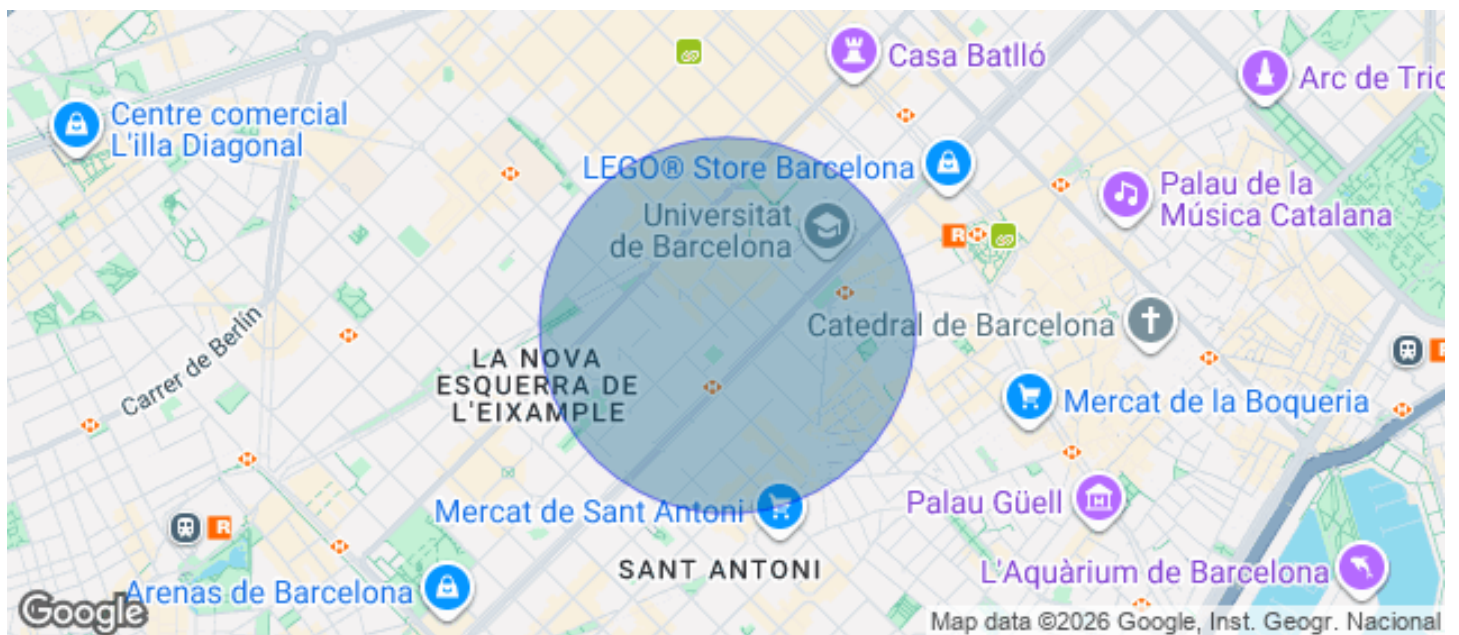 Casa Batlló
Arc de Tric
Centre comercial
L'illa Diagonal
LEGO® Store Barcelona
Palau de la
Música Catalana
Universitat
de Barcelona
R
Catedral de Barcelona
Carrer de Berlín
LA NOVA
ESQUERRA DE
L'EIXAMPLE
R
Mercat de la Boqueria
Mercat de Sant Antoni
Palau Güell
R
SANT ANTONI
L'Aquàrium de Barcelona
Arenas de Barcelona
Google
Map data ©2026 Google, Inst. Geogr. Nacional